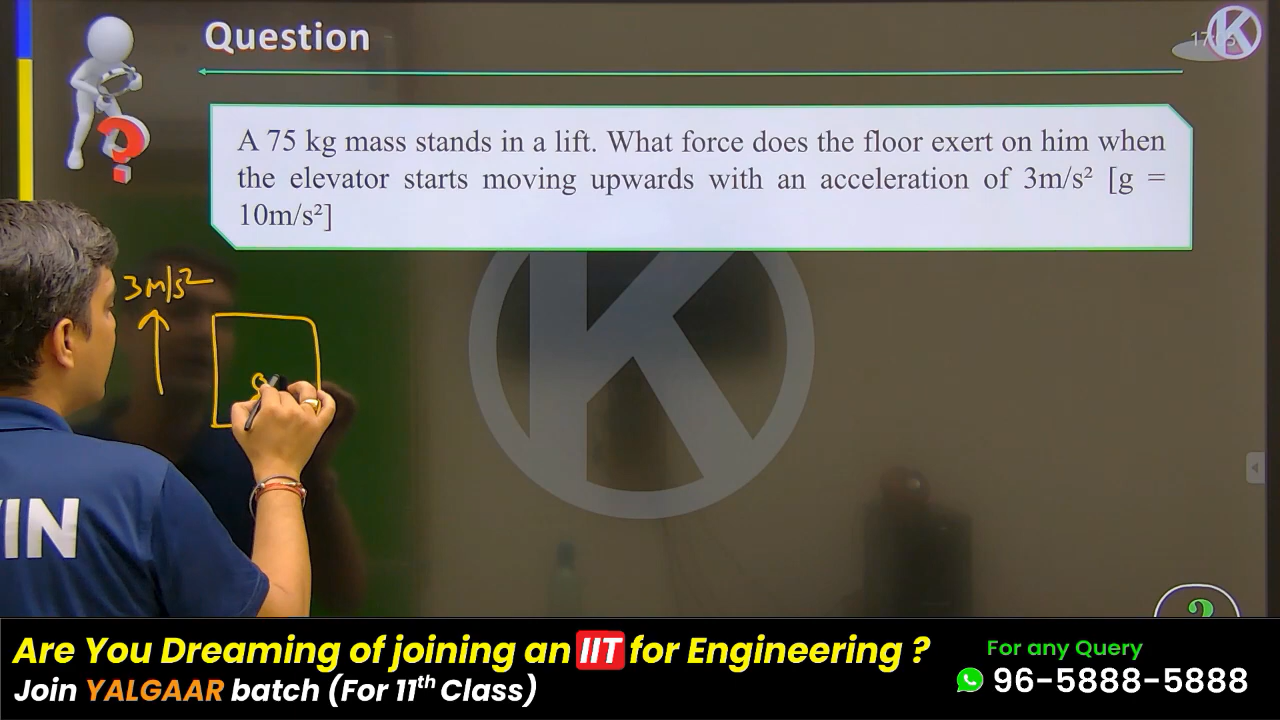 Question
A 75 kg mass stands in a lift. What force does the floor exert on him when
the elevator starts moving upwards with an acceleration of 3m/s² [g =
10m/s²]
3m/s²
IN
K
Are You Dreaming of joining an IIT for Engineering ?
Join YALGAAR batch (For 11th Class)
For any Query
96-5888-5888